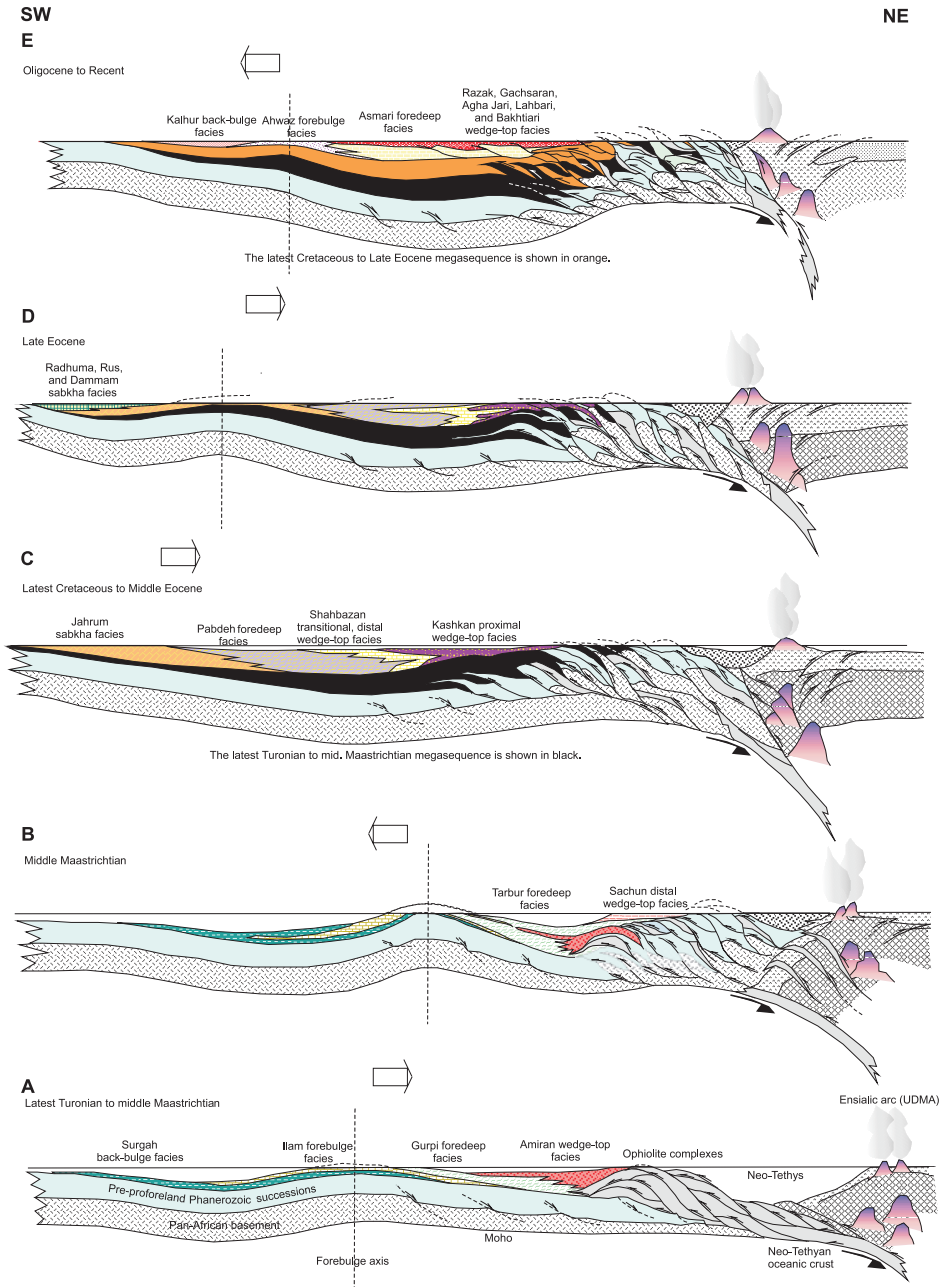 SW
NE
E
Oligocene to Recent
Razak, Gachsaran,
Agha Jari, Lahbari,
and Bakhtiari
wedge-top facies
Kalhur back-bulge
facies
Ahwaz forebulge
facies
Asmari foredeep
facies
The latest Cretaceous to Late Eocene megasequence is shown in orange.
D
Late Eocene
Radhuma, Rus,
and Dammam
sabkha facies
C
Latest Cretaceous to Middle Eocene
Jahrum
sabkha facies
Pabdeh foredeep
facies
Shahbazan
transitional, distal
wedge-top facies
Kashkan proximal
wedge-top facies
The latest Turonian to mid. Maastrichtian megasequence is shown in black.
B
Middle Maastrichtian
Tarbur foredeep
facies
Sachun distal
wedge-top facies
A
Latest Turonian to middle Maastrichtian
Ensialic arc (UDMA)
Surgah
back-bulge facies
Ilam forebulge
facies
Gurpi foredeep
facies
Amiran wedge-top
facies
Ophiolite complexes
Neo-Tethys
Pre-proforeland Phanerozoic successions
Pan-African basement
Moho
Forebulge axis
Neo-Tethyan
oceanic crust